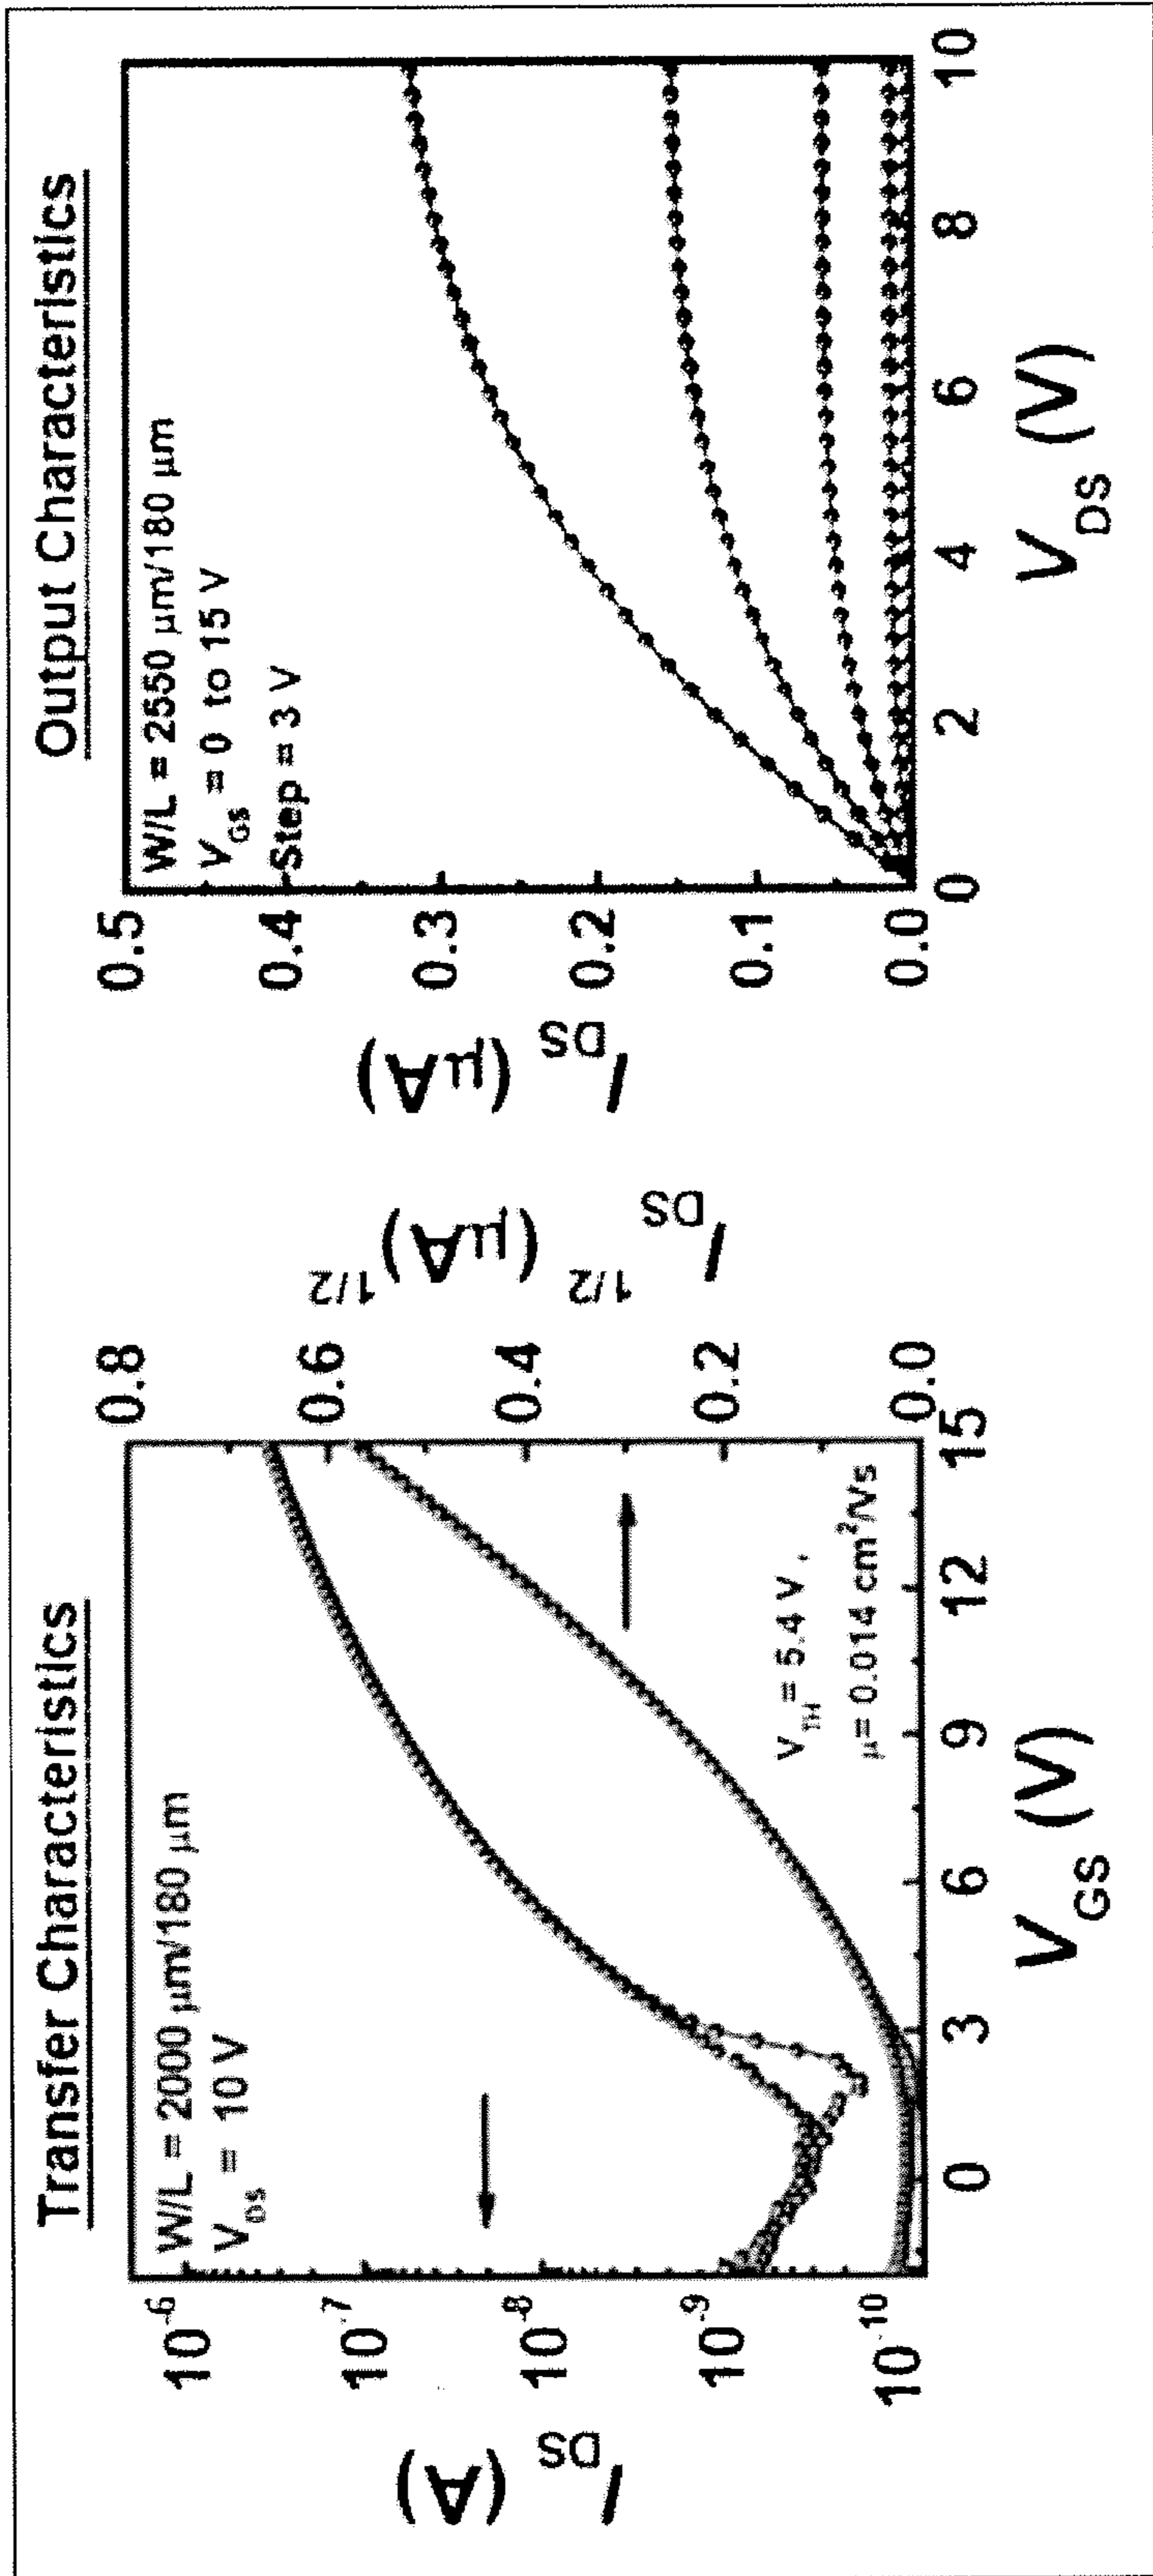 Transfer Characteristics
W/L = 2000 μm/180 μm
V_DS = 10 V
V_TH = 5.4 V .
μ= 0.014 cm²/Vs
I_DS (A)
10^-6
10^-7
10^-8
10^-9
10^-10
0 3 6 9 12 15
V_GS (V)
0.8
0.6
0.4
0.2
0.0
I_DS^1/2 (μA)^1/2
Output Characteristics
W/L = 2550 μm/180 μm
V_GS = 0 to 15 V
Step = 3 V
I_DS (μA)
0.5
0.4
0.3
0.2
0.1
0.0
0 2 4 6 8 10
V_DS (V)